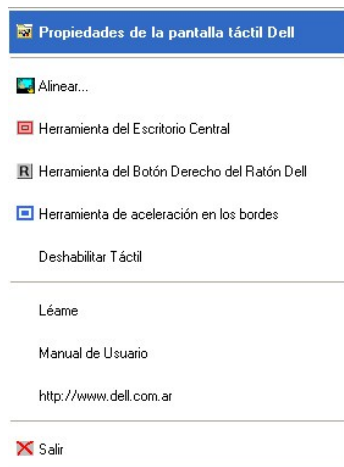 Propiedades de la pantalla táctil Dell
Alinear...
Herramienta del Escritorio Central
R Herramienta del Botón Derecho del Ratón Dell
Herramienta de aceleración en los bordes
Deshabilitar Táctil
Léame
Manual de Usuario
http://www.dell.com.ar
Salir